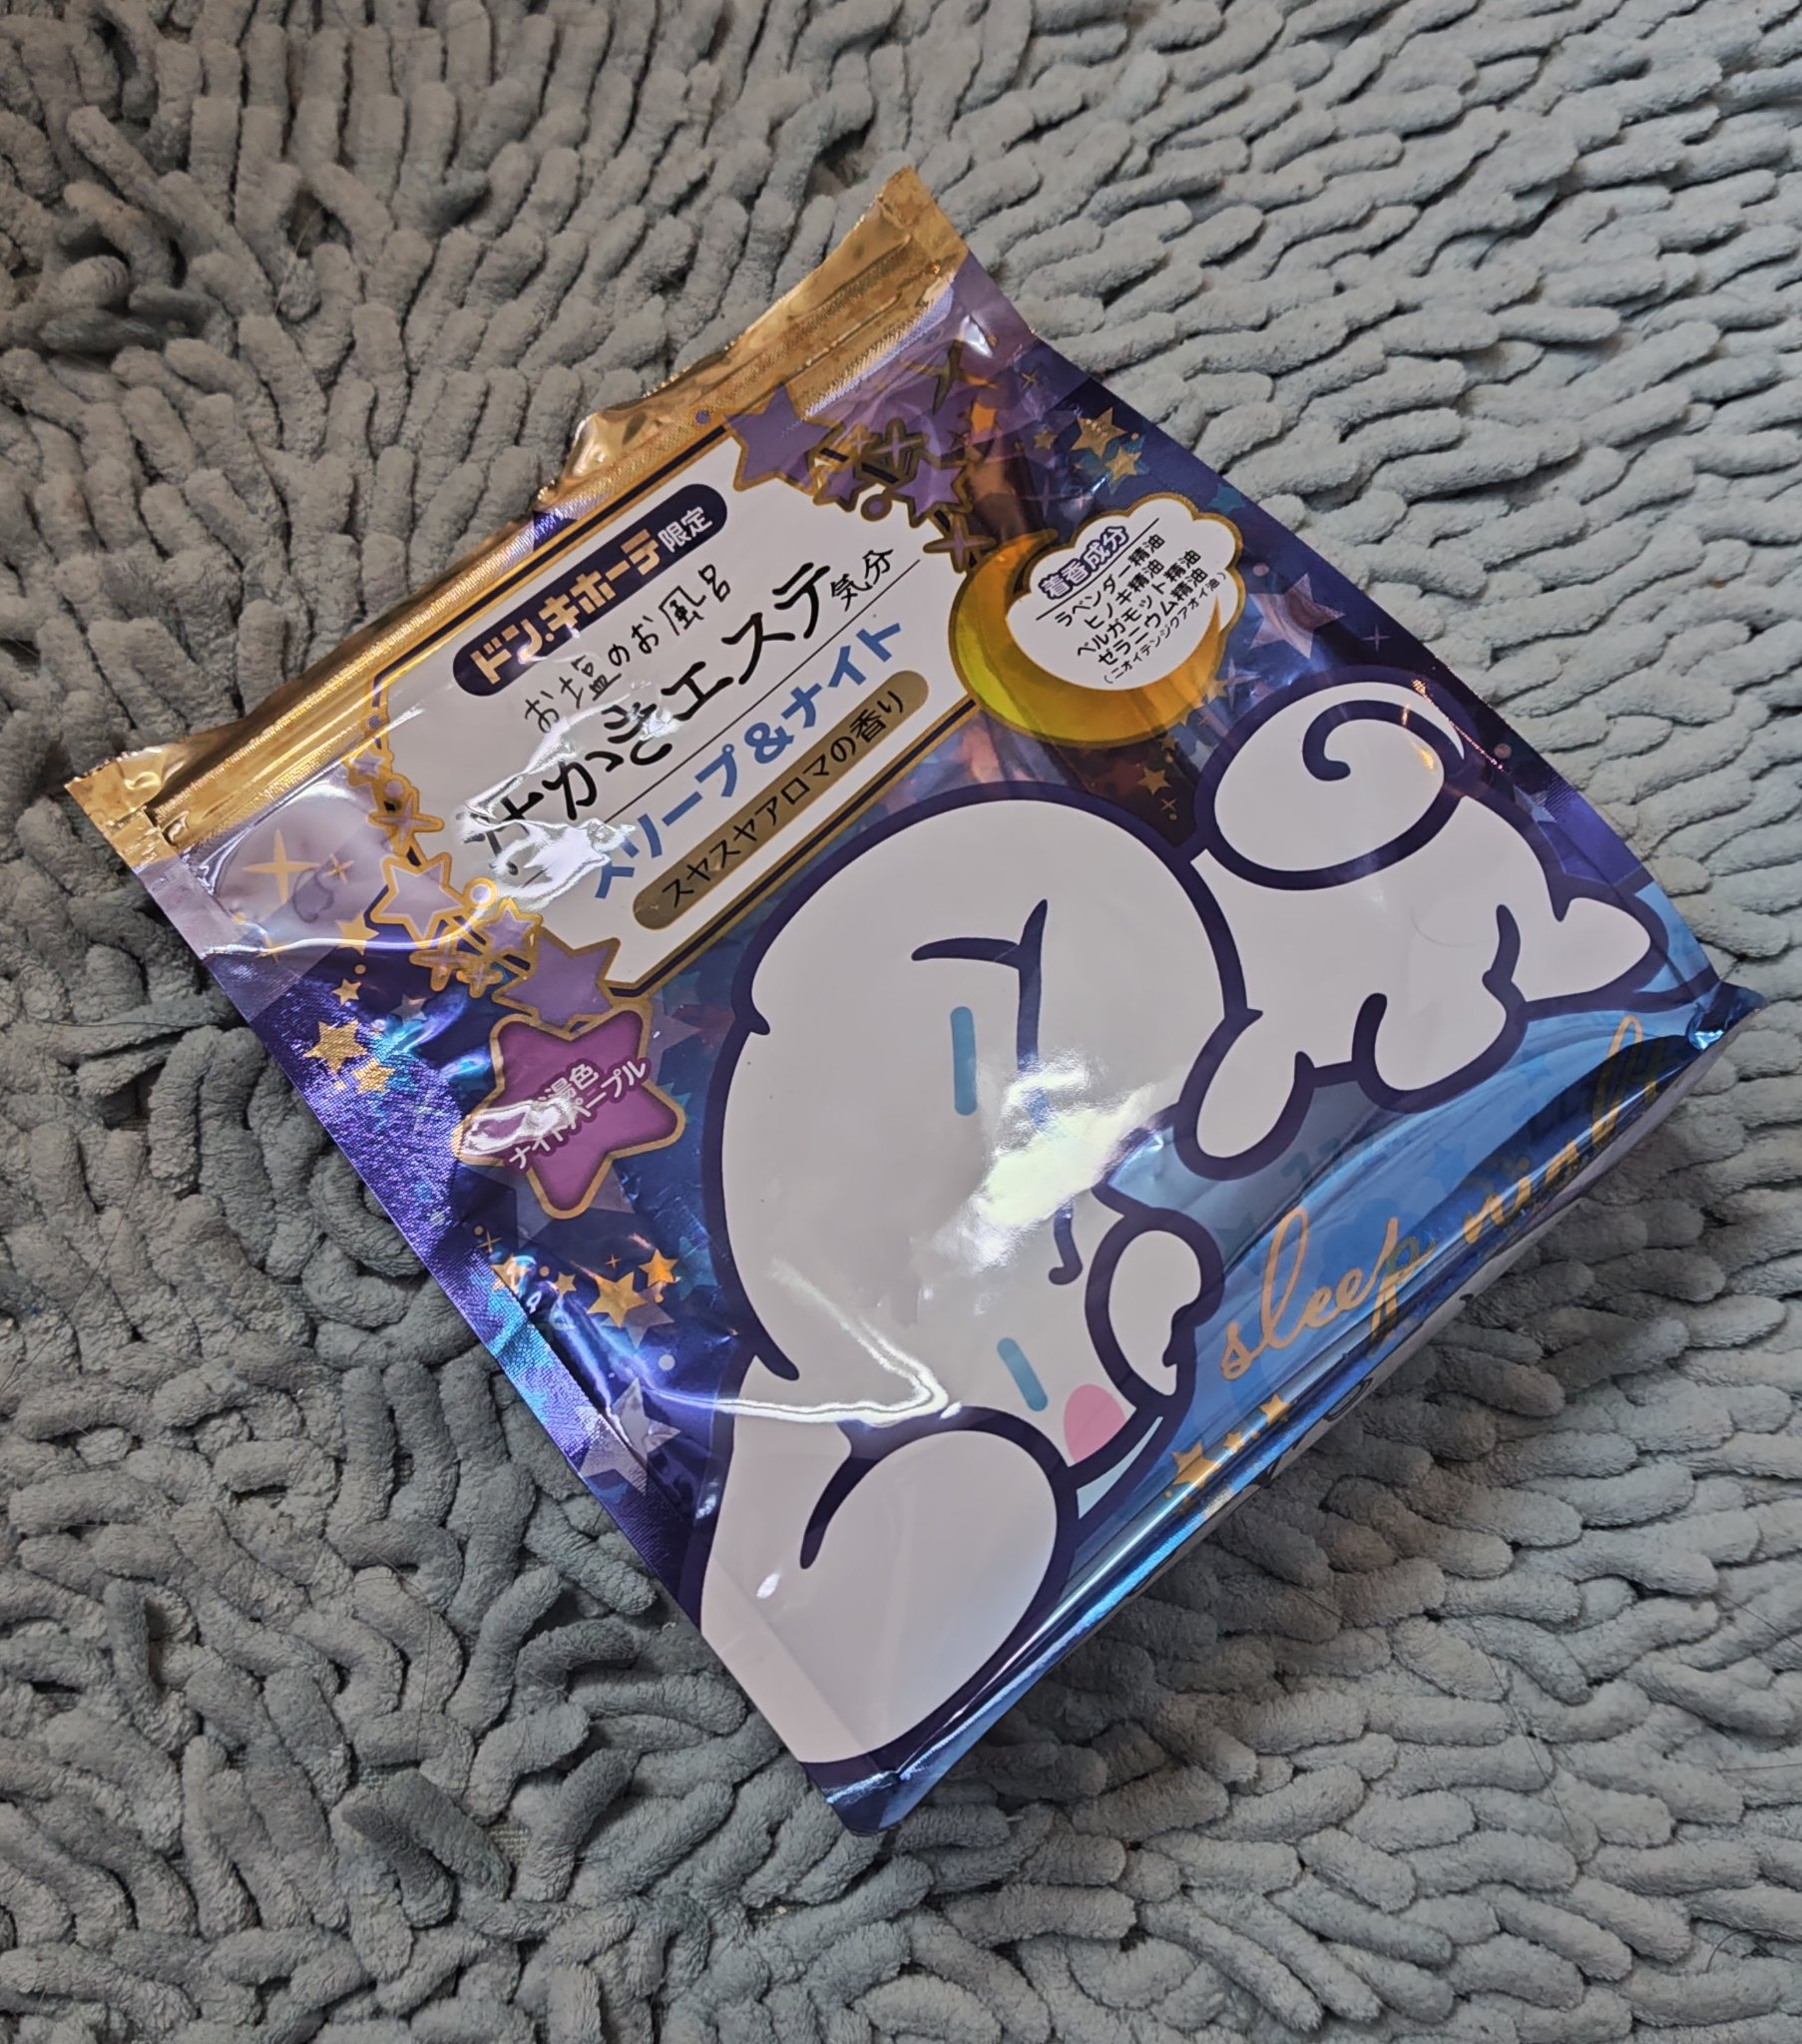 ドン.キホーテ限定
お塩のお風呂
汗かきエステ気分
スリープ&ナイト
スヤスヤアロマの香り
着香成分
ラベンダー精油
ヒノキ精油
ベルガモット精油
ゼラニウム精油
(ニオイテンジクアオイ油)
湯色
ナイトパープル
sleep night